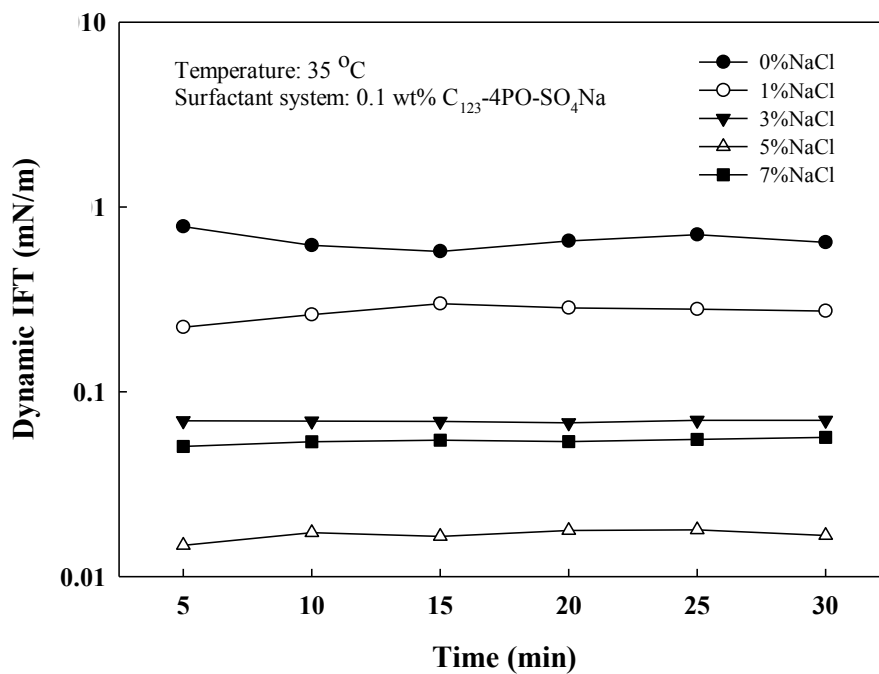 10
Temperature: 35 °C
Surfactant system: 0.1 wt% C₁₂₃-4PO-SO₄Na
0%NaCl
1%NaCl
3%NaCl
5%NaCl
7%NaCl
1
0.1
0.01
Dynamic IFT (mN/m)
5 10 15 20 25 30
Time (min)